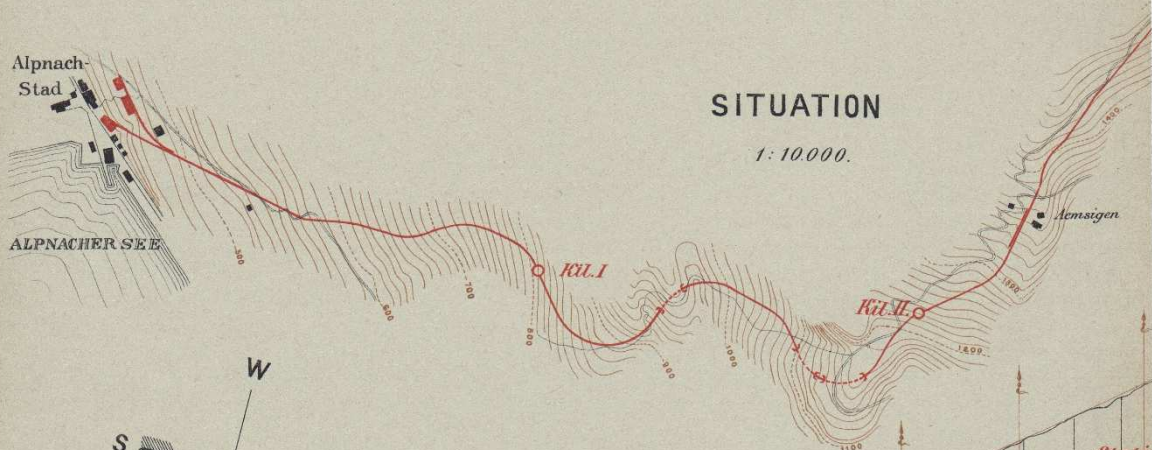 Alpnach-
Stad
SITUATION
1:10.000.
1400
Aemsigen
ALPNACHER SEE
500
Kil. I
700
1300
600
Kil. II.
800
900
1000
1200
W
S
1100